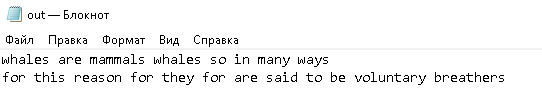 out — Блокнот
Файл Правка Формат Вид Справка
whales are mammals whales so in many ways
for this reason for they for are said to be voluntary breathers